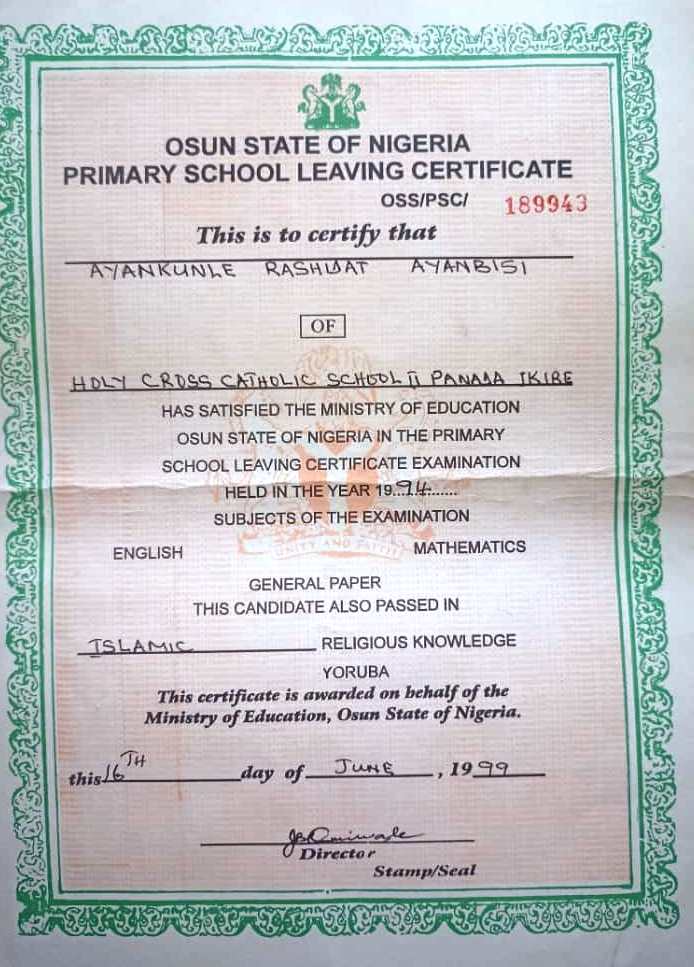 OSUN STATE OF NIGERIA
PRIMARY SCHOOL LEAVING CERTIFICATE
OSS/PSC/ 189943
This is to certify that
AYANKUNLE RASHIDAT AYANBISI
OF
HOLY CROSS CATHOLIC SCHOOL II PANADA IKIRE
HAS SATISFIED THE MINISTRY OF EDUCATION
OSUN STATE OF NIGERIA IN THE PRIMARY
SCHOOL LEAVING CERTIFICATE EXAMINATION
HELD IN THE YEAR 19..94.......
SUBJECTS OF THE EXAMINATION
UNITY AND FAITH
ENGLISH MATHEMATICS
GENERAL PAPER
THIS CANDIDATE ALSO PASSED IN
ISLAMIC RELIGIOUS KNOWLEDGE
YORUBA
This certificate is awarded on behalf of the
Ministry of Education, Osun State of Nigeria.
this 16TH day of JUNE, 1999
Director
Stamp/Seal